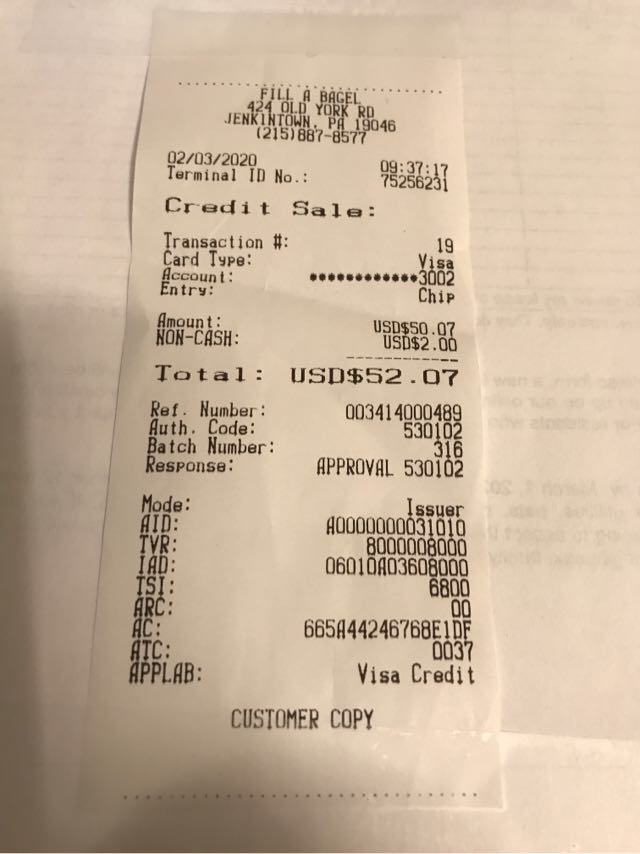 FILL A BAGEL
424 OLD YORK RD
JENKINTOWN, PA 19046
(215)887-8577
02/03/2020 09:37:17
Terminal ID No.: 75256231
Credit Sale:
Transaction #: 19
Card Type: Visa
Account: ************3002
Entry: Chip
Amount: USD$50.07
NON-CASH: USD$2.00
Total: USD$52.07
Ref. Number: 003414000489
Auth. Code: 530102
Batch Number: 316
Response: APPROVAL 530102
Mode: Issuer
AID: A0000000031010
TVR: 8000008000
IAD: 06010A03608000
TSI: 6800
ARC: 00
AC: 665A44246768E1DF
ATC: 0037
APPLAB: Visa Credit
CUSTOMER COPY